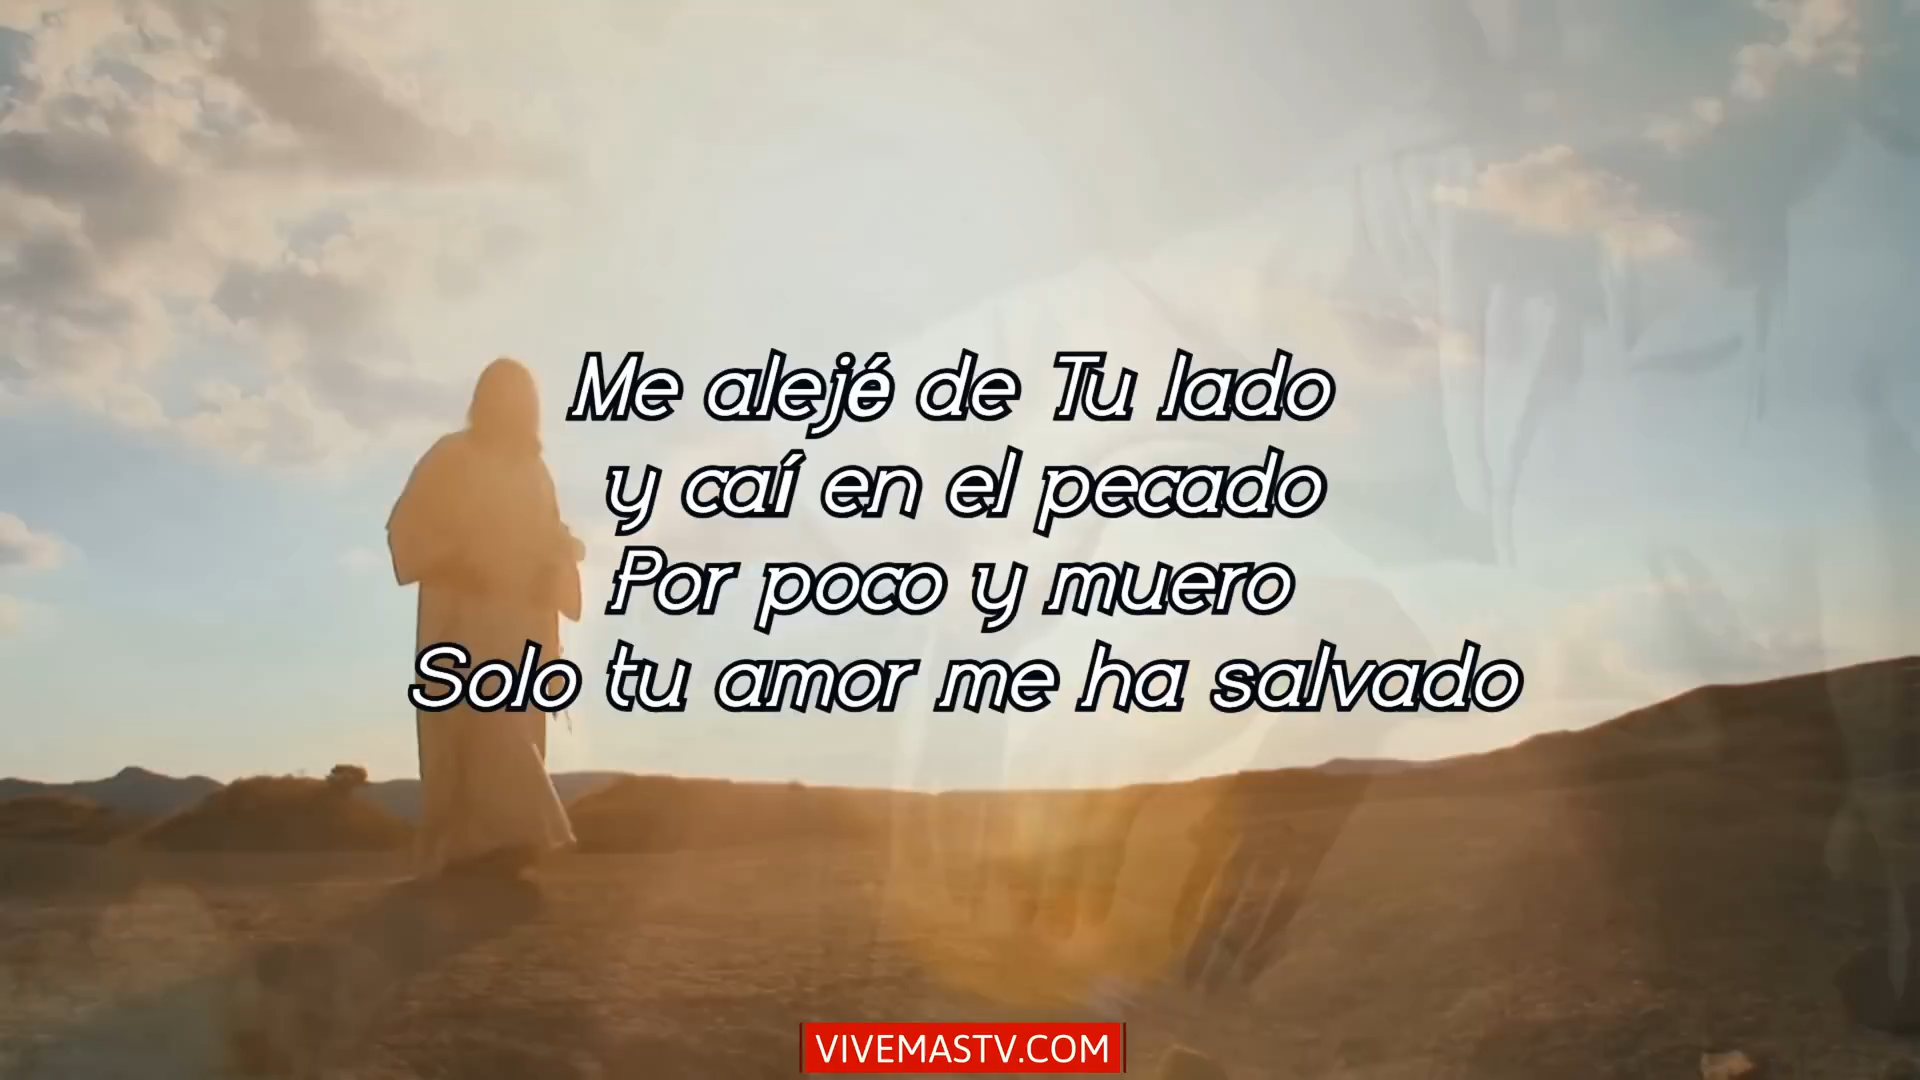 Me alejé de Tu lado
y caí en el pecado
Por poco y muero
Solo tu amor me ha salvado
VIVEMASTV.COM